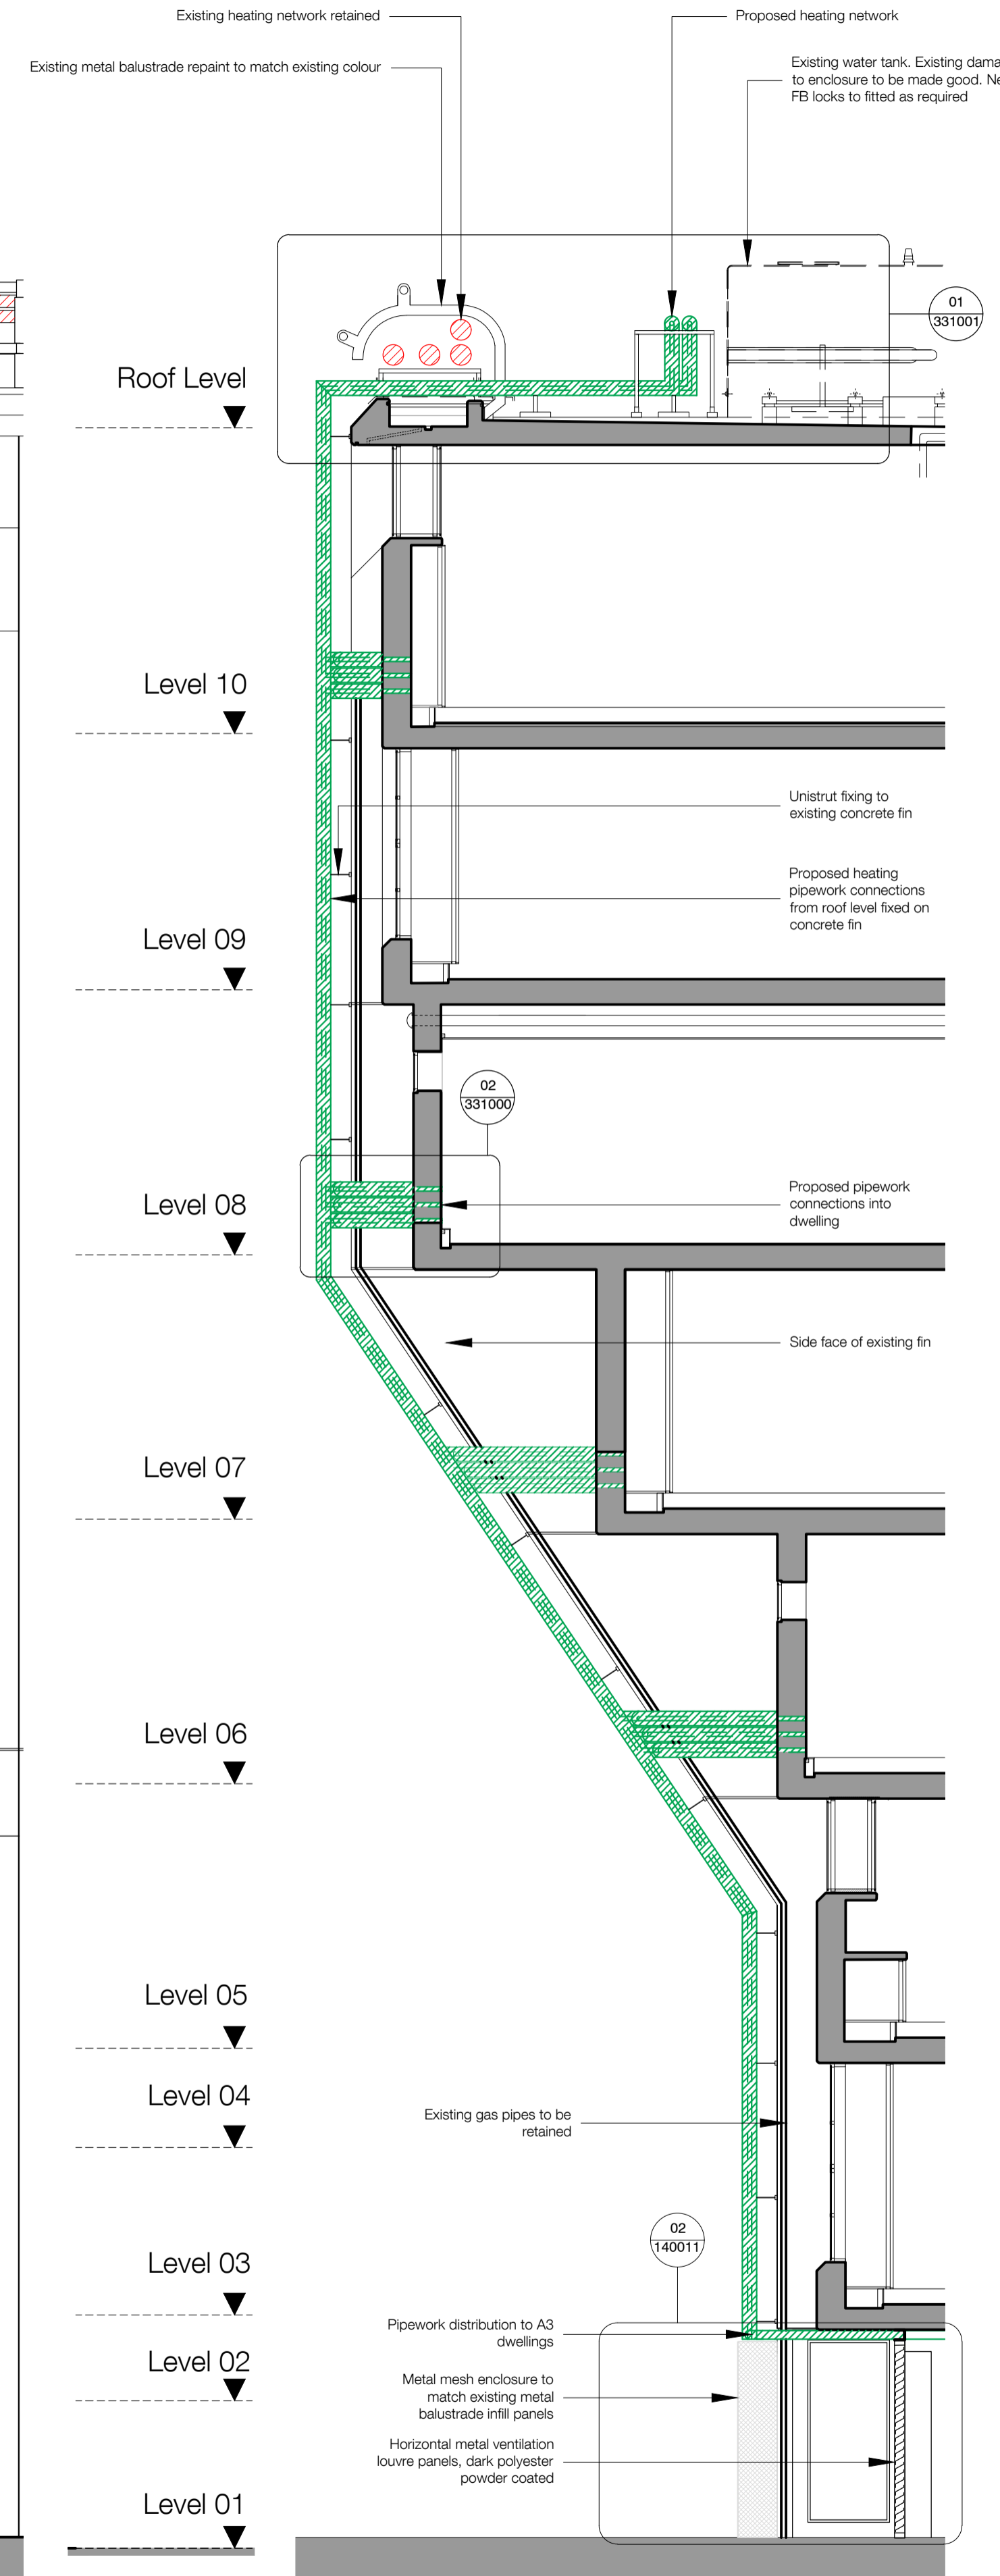 Existing heating network retained
Proposed heating network
Existing metal balustrade repaint to match existing colour
Existing water tank. Existing
to enclosure to be made good.
FB locks to fitted as required
01
331001
Roof Level
Level 10
Unistrut fixing to
existing concrete fin
Proposed heating
pipework connections
from roof level fixed on
concrete fin
Level 09
02
331000
Proposed pipework
connections into
dwelling
Level 08
Side face of existing fin
Level 07
Level 06
Level 05
Level 04
Existing gas pipes to be
retained
02
140011
Level 03
Pipework distribution to A3
dwellings
Level 02
Metal mesh enclosure to
match existing metal
balustrade infill panels
Horizontal metal ventilation
louvre panels, dark polyester
powder coated
Level 01